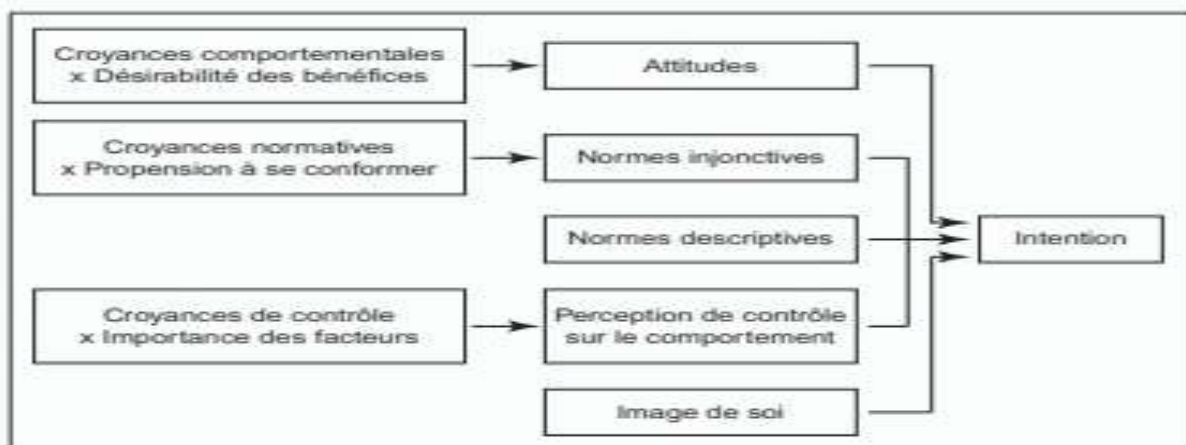 Croyances comportementales
x Désirabilité des bénéfices
Attitudes
Croyances normatives
x Propension à se conformer
Normes injonctives
Normes descriptives
Intention
Croyances de contrôle
x Importance des facteurs
Perception de contrôle
sur le comportement
Image de soi